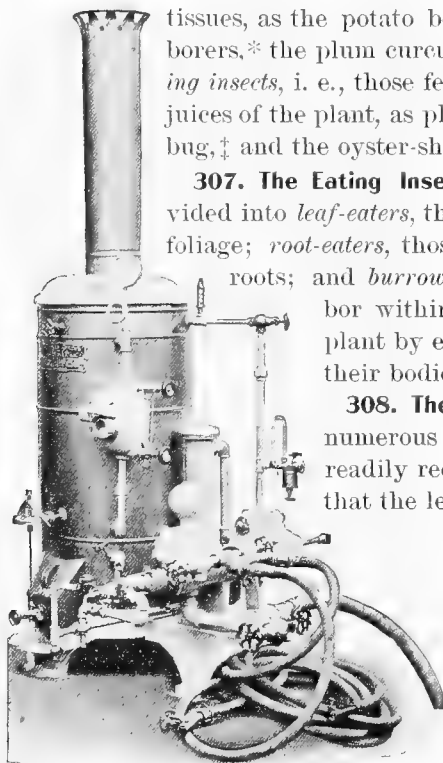 tissues, as the potato b
borers,* the plum curcu
ing insects, i. e., those fe
juices of the plant, as pl
bug,‡ and the oyster-sh
307. The Eating Inse
vided into leaf-eaters, th
foliage; root-eaters, thos
roots; and burrow
bor within
plant by e
their bodie
308. The
numerous
readily rec
that the le